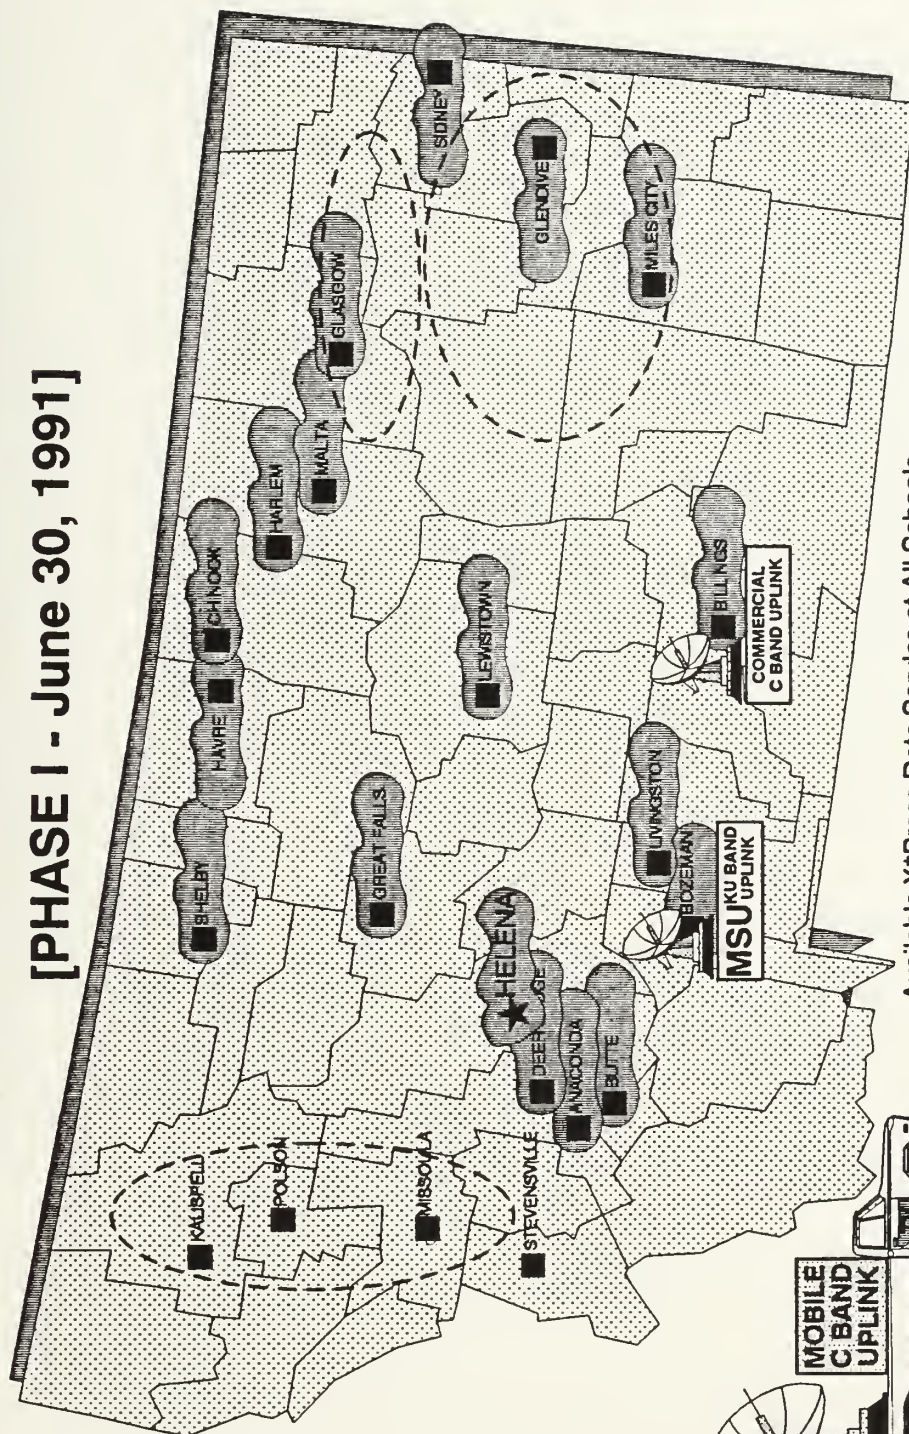 [PHASE I - June 30, 1991]
KALISPELL
POLSON
MISSOULA
STEVENSVILLE
SHELBY
HAVRE
CHINOOK
HARLEM
MALTA
GLASGOW
SIDNEY
GREAT FALLS
LEWISTOWN
GLENDIVE
MILES CITY
HELENA
DEER
ANACONDA
BUTTE
LIVINGSTON
BOZEMAN
BILLINGS
MSU KU BAND
UPLINK
COMMERCIAL
C BAND UPLINK
MOBILE
C BAND
UPLINK